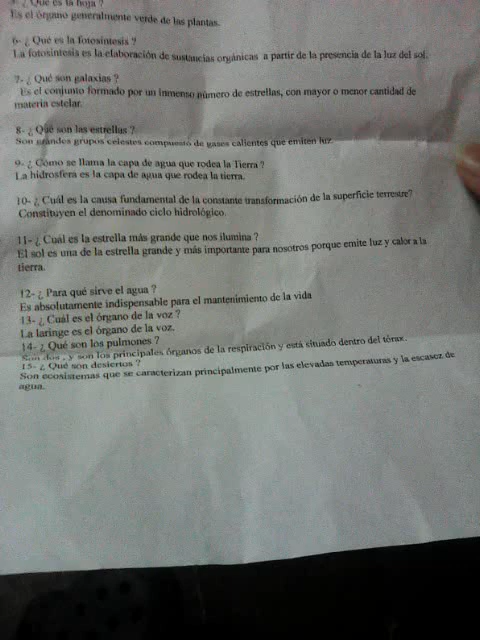 5- ¿ Qué es la hoja ?
Es el órgano generalmente verde de las plantas.
6- ¿ Qué es la fotosíntesis ?
La fotosíntesis es la elaboración de sustancias orgánicas a partir de la presencia de la luz del sol.
7- ¿ Qué son galaxias ?
Es el conjunto formado por un inmenso número de estrellas, con mayor o menor cantidad de
materia estelar.
8- ¿ Qué son las estrellas ?
Son grandes grupos celestes compuesto de gases calientes que emiten luz.
9- ¿ Cómo se llama la capa de agua que rodea la Tierra ?
La hidrosfera es la capa de agua que rodea la tierra.
10- ¿ Cuál es la causa fundamental de la constante transformación de la superficie terrestre?
Constituyen el denominado ciclo hidrológico.
11- ¿ Cuál es la estrella más grande que nos ilumina ?
El sol es una de la estrella grande y más importante para nosotros porque emite luz y calor a la
tierra.
12- ¿ Para qué sirve el agua ?
Es absolutamente indispensable para el mantenimiento de la vida
13- ¿ Cuál es el órgano de la voz ?
La laringe es el órgano de la voz.
14- ¿ Qué son los pulmones ?
Son dos , y son los principales órganos de la respiración y está situado dentro del tórax.
15- ¿ Qué son desiertos ?
Son ecosistemas que se caracterizan principalmente por las elevadas temperaturas y la escasez de
agua.